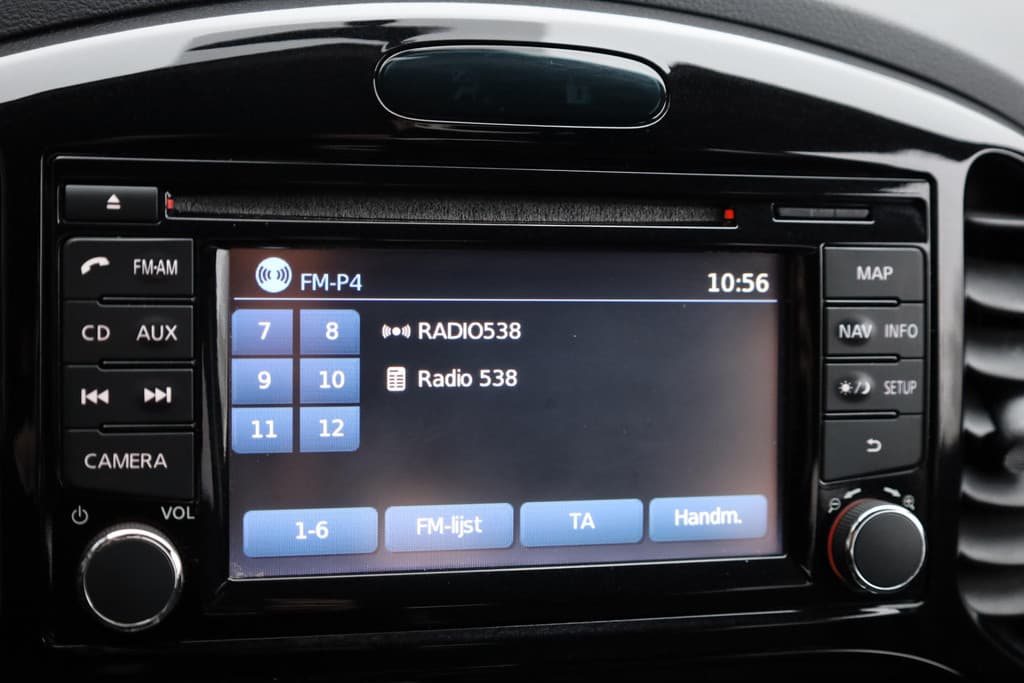 FM·AM
CD AUX
CAMERA
VOL
FM-P4 10:56
7 8 RADIO538
9 10 Radio 538
11 12
1-6 FM-lijst TA Handm.
MAP
NAV INFO
SETUP